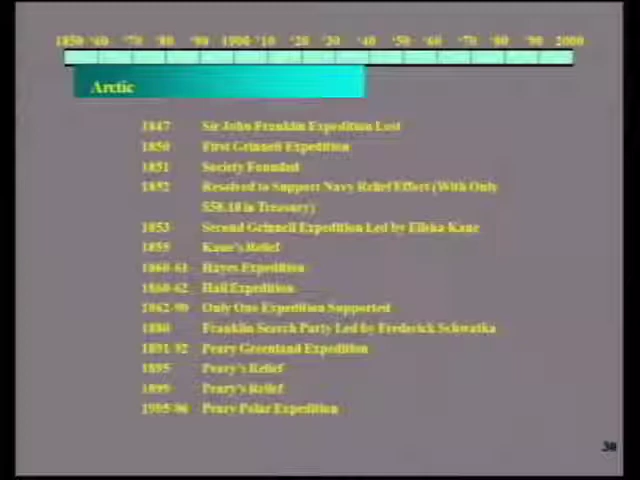 1850 '60 '70 '80 '90 1900 '10 '20 '30 '40 '50 '60 '70 '80 '90 2000
Arctic
1847 Sir John Franklin Expedition Lost
1850 First Grinnell Expedition
1851 Society Founded
1852 Resolved to Support Navy Relief Effort (With Only
in Treasury)
1853 Second Grinnell Expedition Led by Elisha Kane
1855 Kane's Relief
1860-61 Hayes Expedition
1860-62 Hall Expedition
1862-90 Only One Expedition Supported
1880 Franklin Search Party Led by Frederick Schwatka
1891-92 Peary Greenland Expedition
1895 Peary's Relief
1899 Peary's Relief
1905-06 Peary Polar Expedition
30